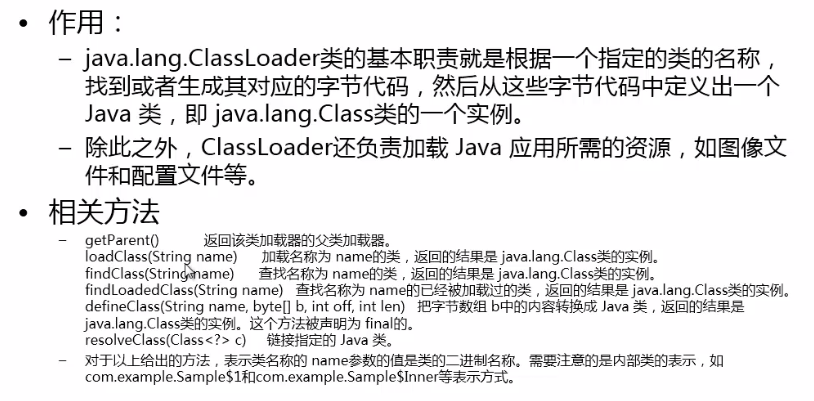 • 作用：
– java.lang.ClassLoader类的基本职责就是根据一个指定的类的名称，
找到或者生成其对应的字节代码，然后从这些字节代码中定义出一个
Java 类，即 java.lang.Class类的一个实例。
– 除此之外，ClassLoader还负责加载 Java 应用所需的资源，如图像文
件和配置文件等。
• 相关方法
– getParent() 返回该类加载器的父类加载器。
loadClass(String name) 加载名称为 name的类，返回的结果是 java.lang.Class类的实例。
findClass(String name) 查找名称为 name的类，返回的结果是 java.lang.Class类的实例。
findLoadedClass(String name) 查找名称为 name的已经被加载过的类，返回的结果是 java.lang.Class类的实例。
defineClass(String name, byte[] b, int off, int len) 把字节数组 b中的内容转换成 Java 类，返回的结果是
java.lang.Class类的实例。这个方法被声明为 final的。
resolveClass(Class<?> c) 链接指定的 Java 类。
– 对于以上给出的方法，表示类名称的 name参数的值是类的二进制名称。需要注意的是内部类的表示，如
com.example.Sample$1和com.example.Sample$Inner等表示方式。